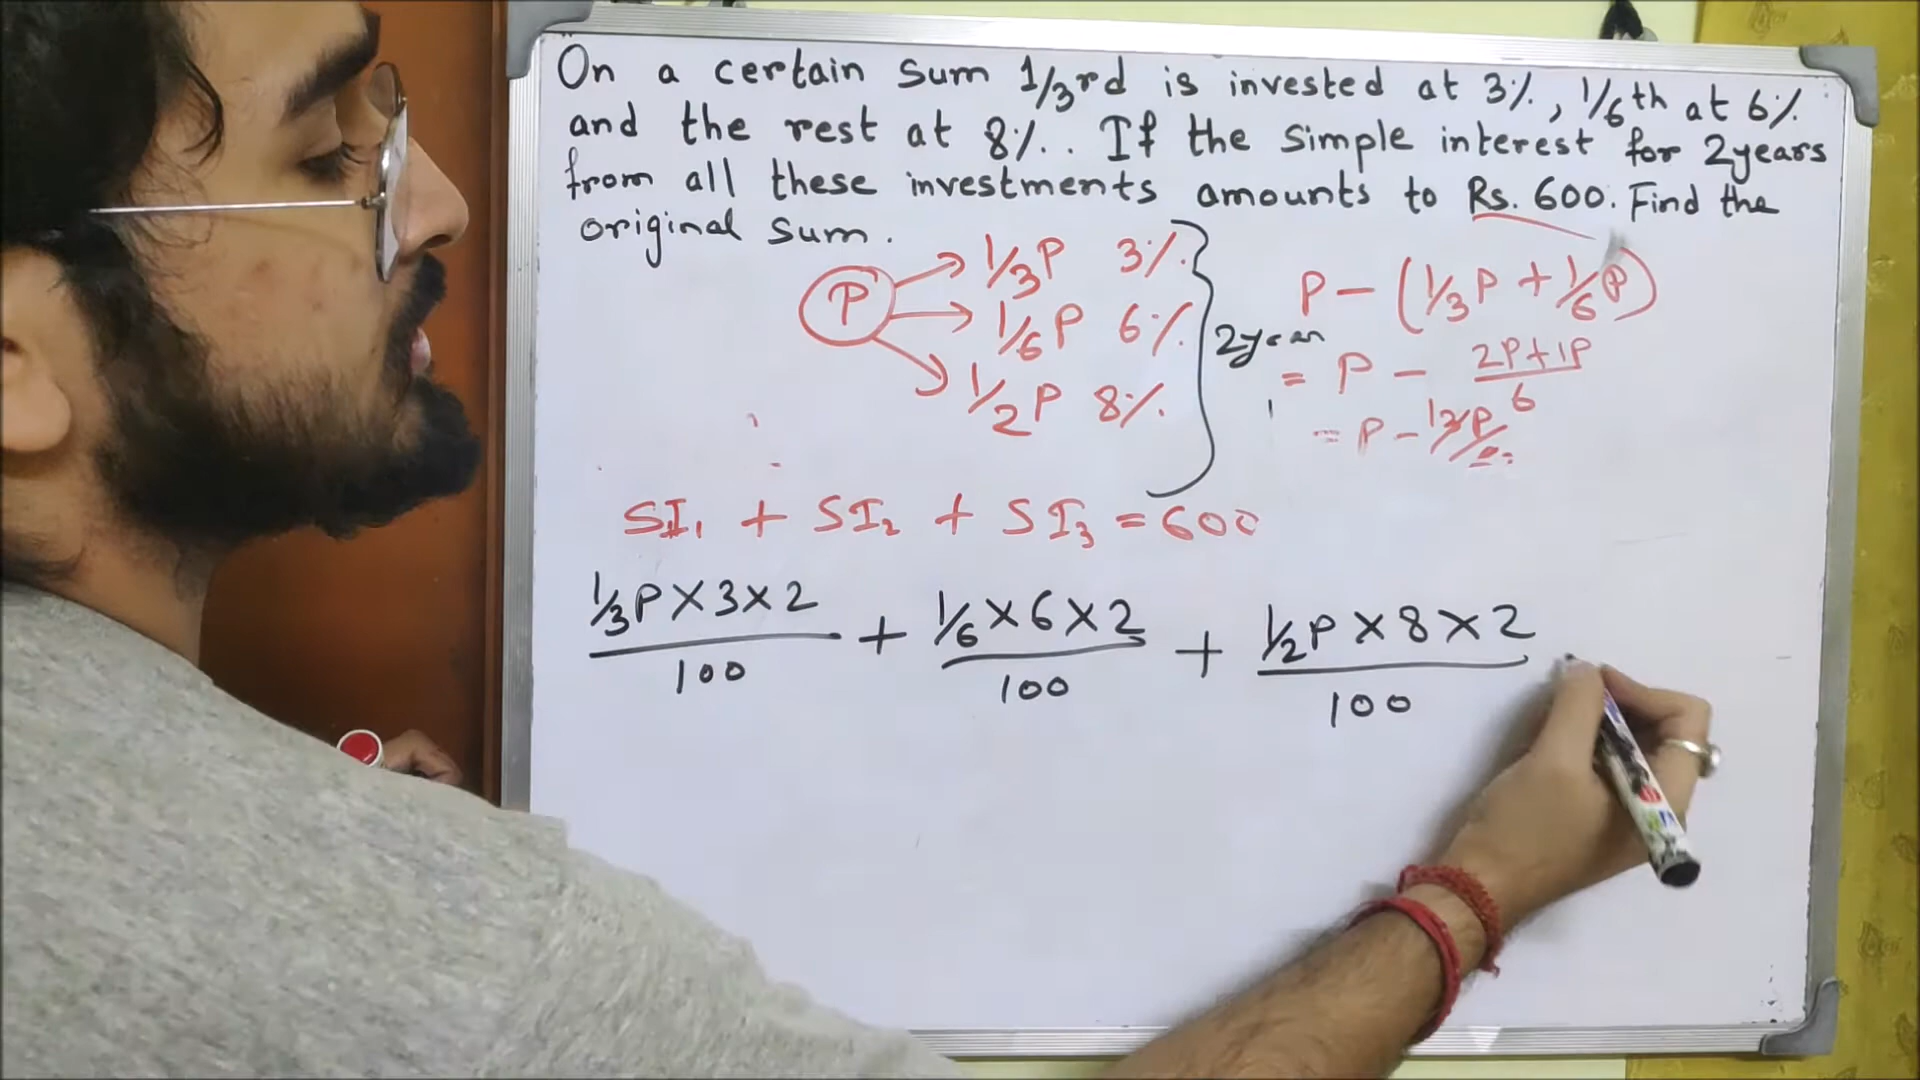 On a certain sum 1/3rd is invested at 3%, 1/6th at 6%
and the rest at 8%.. If the simple interest for 2years
from all these investments amounts to Rs. 600. Find the
original sum.
P
1/3P 3%
1/6P 6%
1/2P 8%
2year
P - (1/3P + 1/6P)
= P - 2P+1P
6
= P -
SI₁ + SI₂ + SI₃ = 600
1/3P × 3 × 2 + 1/6 × 6 × 2 + 1/2P × 8 × 2
100 100 100